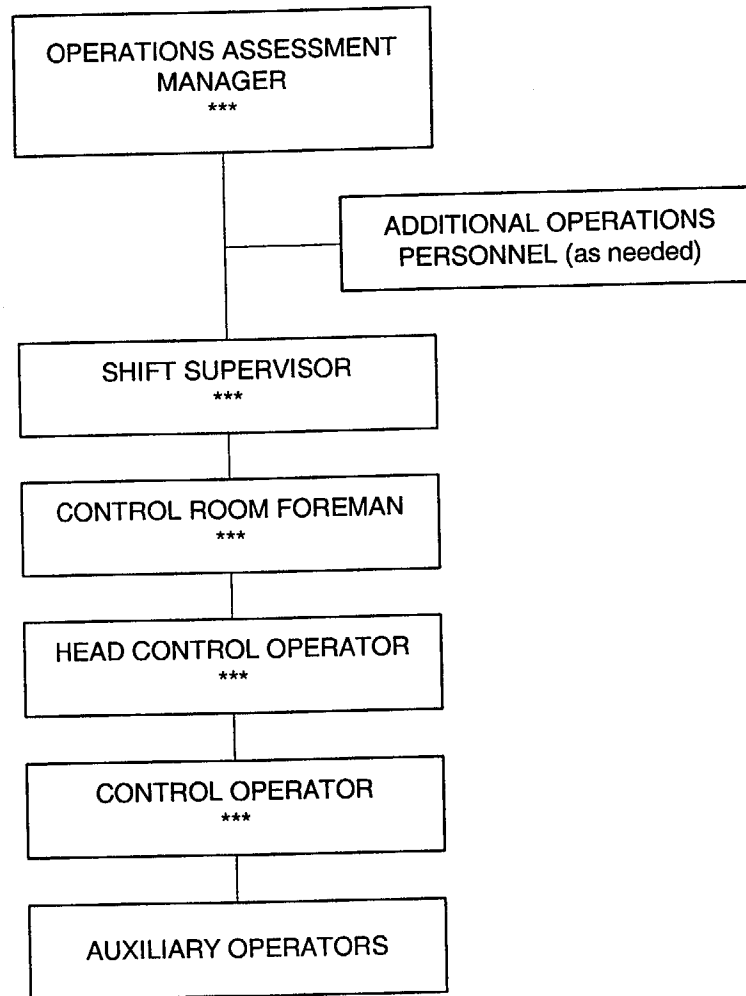 OPERATIONS ASSESSMENT
MANAGER
***
ADDITIONAL OPERATIONS
PERSONNEL (as needed)
SHIFT SUPERVISOR
***
CONTROL ROOM FOREMAN
***
HEAD CONTROL OPERATOR
***
CONTROL OPERATOR
***
AUXILIARY OPERATORS